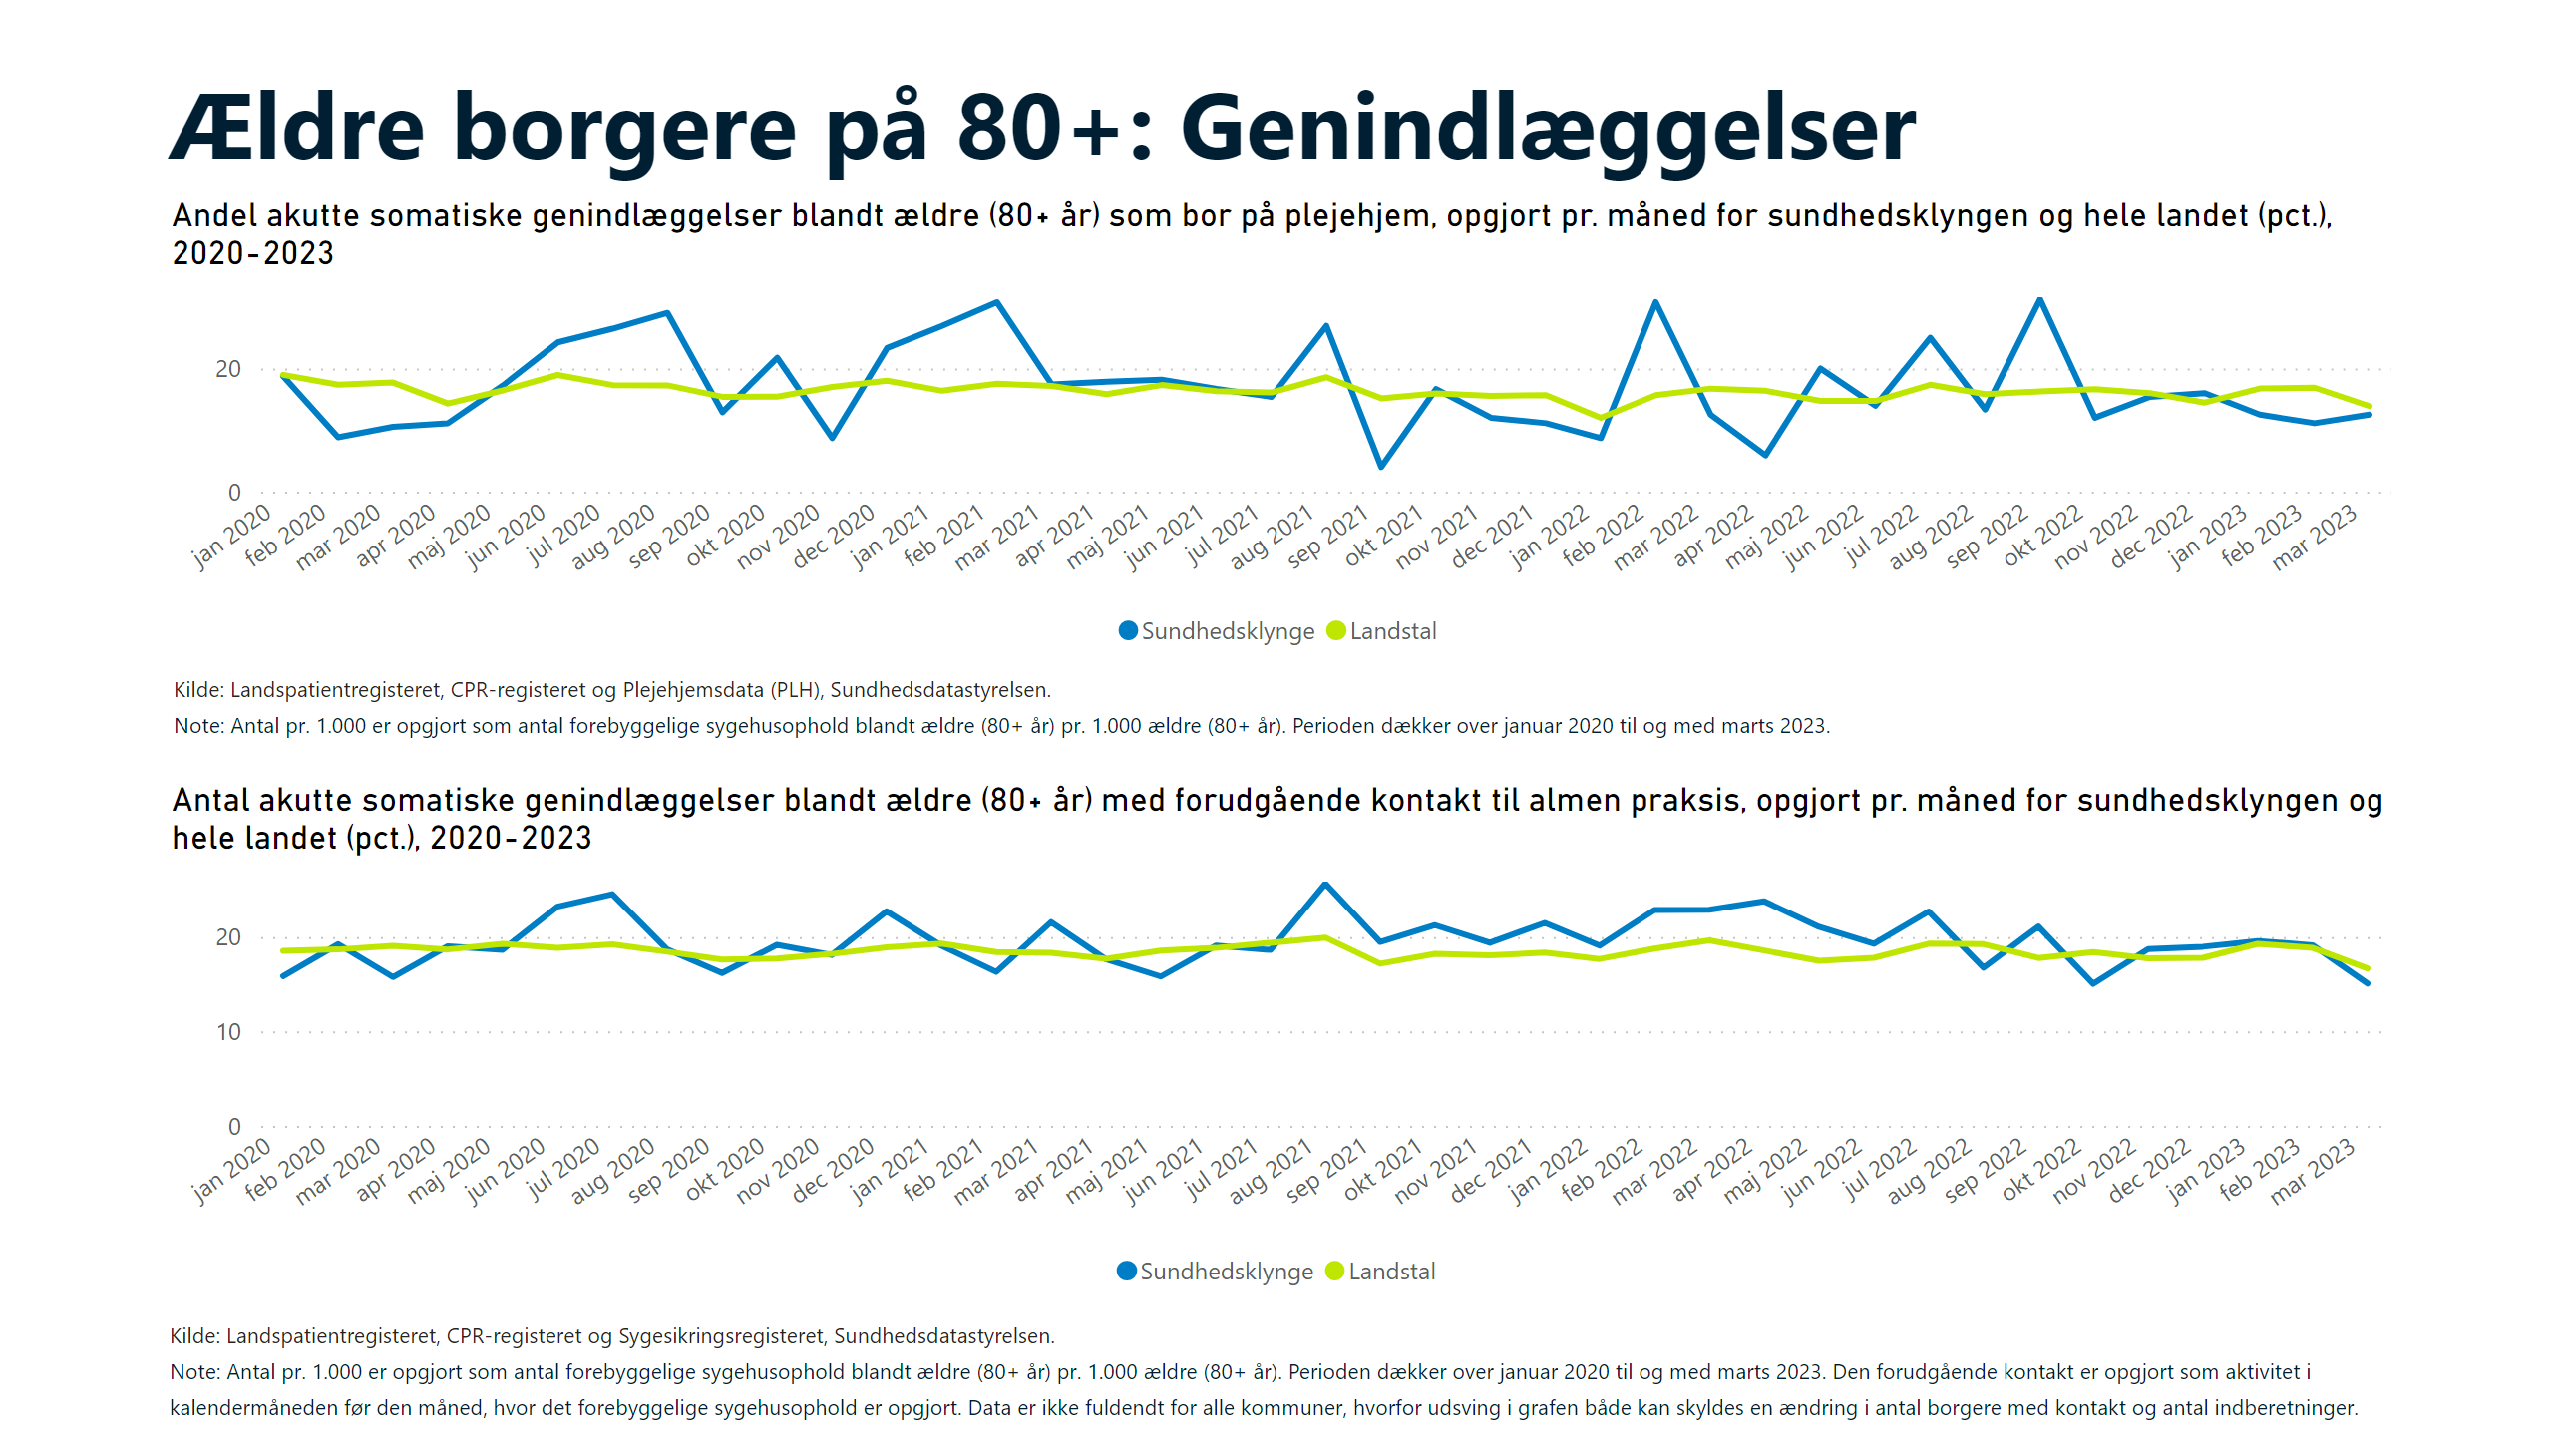 Ældre borgere på 80+: Genindlæggelser
Andel akutte somatiske genindlæggelser blandt ældre (80+ år) som bor på plejehjem, opgjort pr. måned for sundhedsklyngen og hele landet (pct.),
2020-2023
20
0
jan 2020
feb 2020
mar 2020
apr 2020
maj 2020
jun 2020
jul 2020
aug 2020
sep 2020
okt 2020
nov 2020
dec 2020
jan 2021
feb 2021
mar 2021
apr 2021
maj 2021
jun 2021
jul 2021
aug 2021
sep 2021
okt 2021
nov 2021
dec 2021
jan 2022
feb 2022
mar 2022
apr 2022
maj 2022
jun 2022
jul 2022
aug 2022
sep 2022
okt 2022
nov 2022
dec 2022
jan 2023
feb 2023
mar 2023
Sundhedsklynge Landstal
Kilde: Landspatientregisteret, CPR-registeret og Plejehjemsdata (PLH), Sundhedsdatastyrelsen.
Note: Antal pr. 1.000 er opgjort som antal forebyggelige sygehusophold blandt ældre (80+ år) pr. 1.000 ældre (80+ år). Perioden dækker over januar 2020 til og med marts 2023.
Antal akutte somatiske genindlæggelser blandt ældre (80+ år) med forudgående kontakt til almen praksis, opgjort pr. måned for sundhedsklyngen og
hele landet (pct.), 2020-2023
20
10
0
jan 2020
feb 2020
mar 2020
apr 2020
maj 2020
jun 2020
jul 2020
aug 2020
sep 2020
okt 2020
nov 2020
dec 2020
jan 2021
feb 2021
mar 2021
apr 2021
maj 2021
jun 2021
jul 2021
aug 2021
sep 2021
okt 2021
nov 2021
dec 2021
jan 2022
feb 2022
mar 2022
apr 2022
maj 2022
jun 2022
jul 2022
aug 2022
sep 2022
okt 2022
nov 2022
dec 2022
jan 2023
feb 2023
mar 2023
Sundhedsklynge Landstal
Kilde: Landspatientregisteret, CPR-registeret og Sygesikringsregisteret, Sundhedsdatastyrelsen.
Note: Antal pr. 1.000 er opgjort som antal forebyggelige sygehusophold blandt ældre (80+ år) pr. 1.000 ældre (80+ år). Perioden dækker over januar 2020 til og med marts 2023. Den forudgående kontakt er opgjort som aktivitet i
kalendermåneden før den måned, hvor det forebyggelige sygehusophold er opgjort. Data er ikke fuldendt for alle kommuner, hvorfor udsving i grafen både kan skyldes en ændring i antal borgere med kontakt og antal indberetninger.